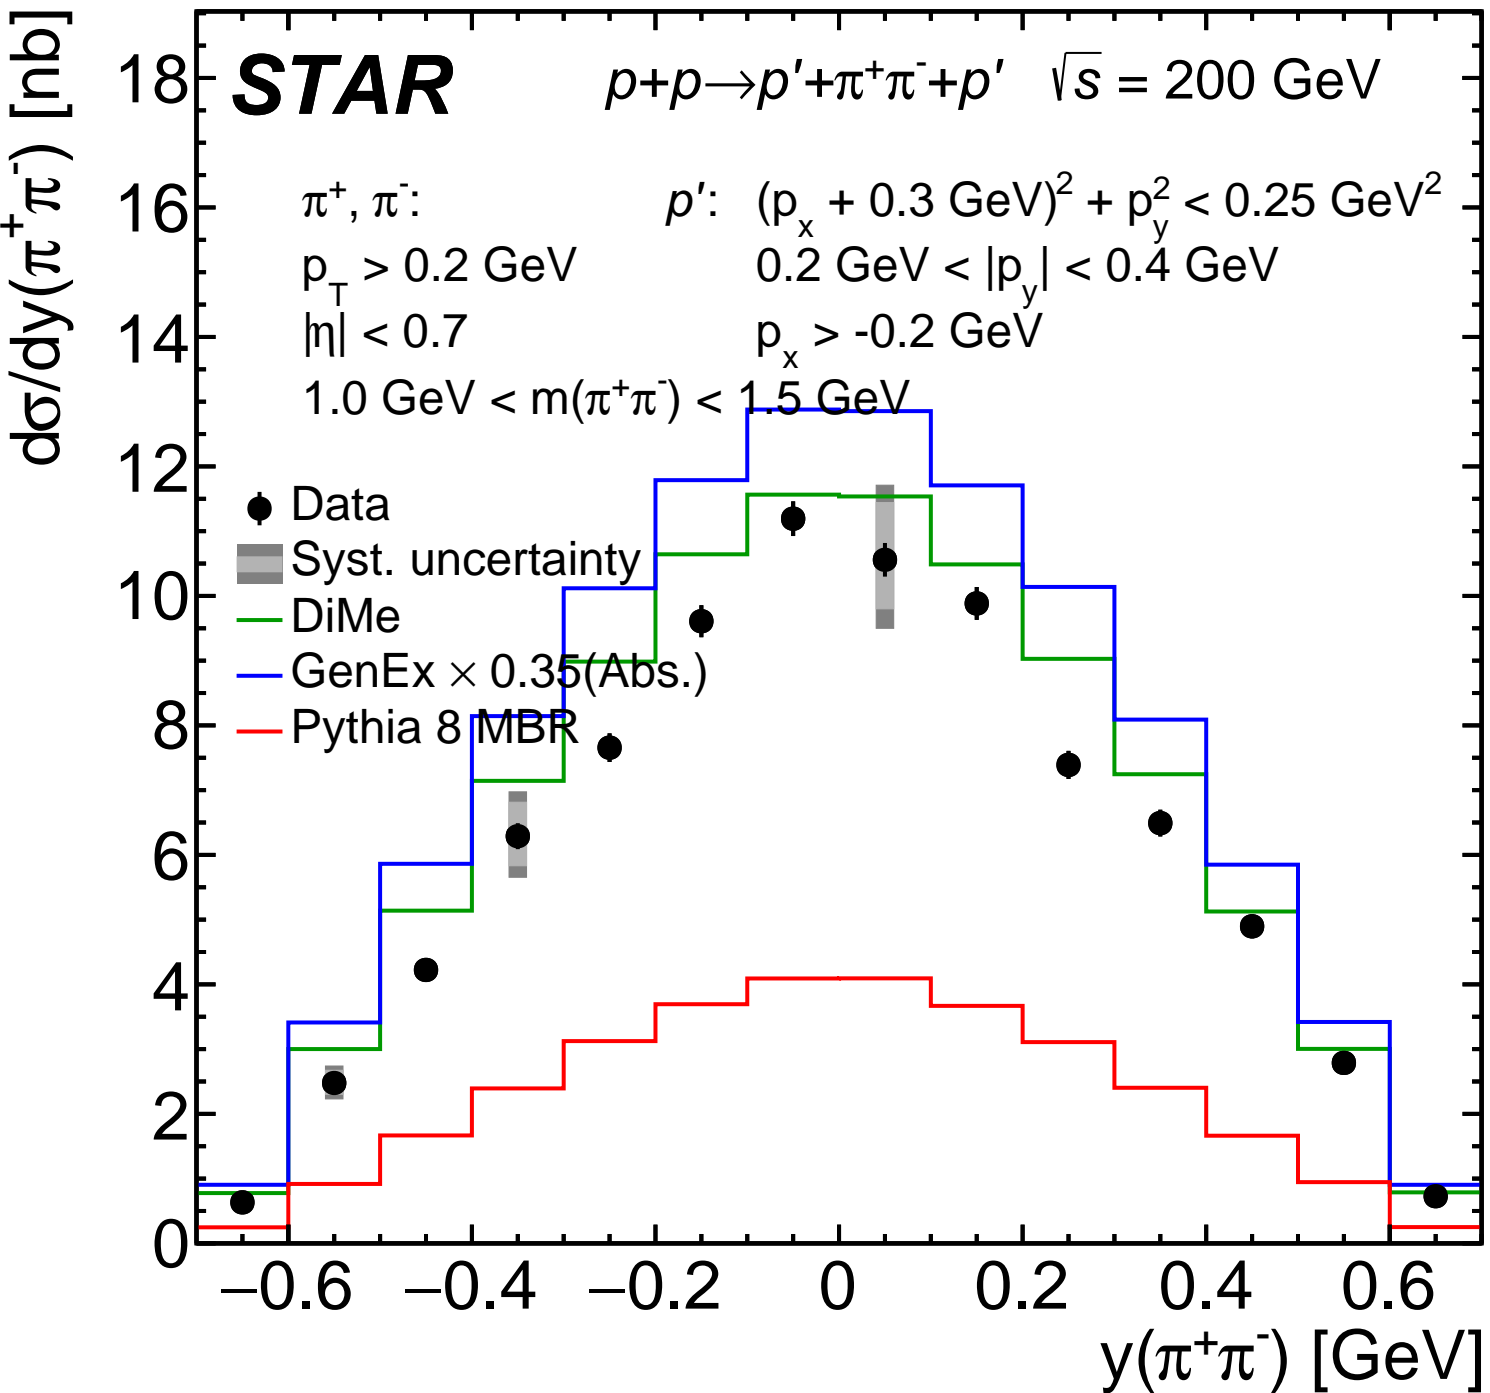 dσ/dy(π⁺π⁻) [nb]
STAR p+p→p′+π⁺π⁻+p′ √s = 200 GeV
π⁺, π⁻: p′: (pₓ + 0.3 GeV)² + p_y² < 0.25 GeV²
p_T > 0.2 GeV 0.2 GeV < |p_y| < 0.4 GeV
|η| < 0.7 pₓ > -0.2 GeV
1.0 GeV < m(π⁺π⁻) < 1.5 GeV
Data
Syst. uncertainty
DiMe
GenEx × 0.35(Abs.)
Pythia 8 MBR
18
16
14
12
10
8
6
4
2
0
−0.6 −0.4 −0.2 0 0.2 0.4 0.6
y(π⁺π⁻) [GeV]